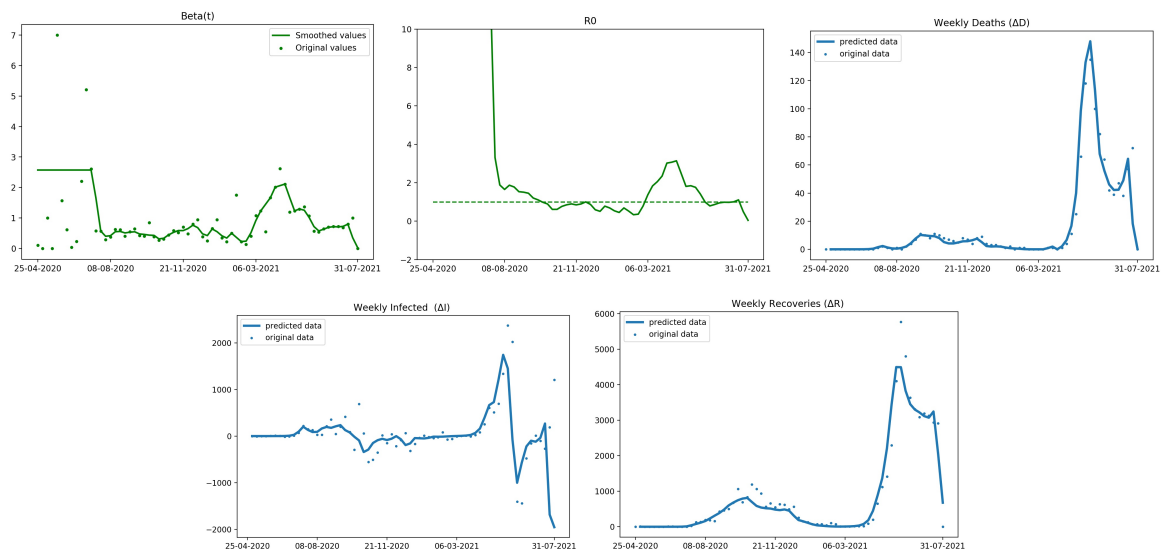 Beta(t)
7
6
5
4
3
2
1
0
Smoothed values
Original values
25-04-2020 08-08-2020 21-11-2020 06-03-2021 31-07-2021
R0
10
8
6
4
2
0
−2
25-04-2020 08-08-2020 21-11-2020 06-03-2021 31-07-2021
Weekly Deaths (ΔD)
predicted data
original data
140
120
100
80
60
40
20
0
25-04-2020 08-08-2020 21-11-2020 06-03-2021 31-07-2021
Weekly Infected (ΔI)
predicted data
original data
2000
1000
0
−1000
−2000
25-04-2020 08-08-2020 21-11-2020 06-03-2021 31-07-2021
Weekly Recoveries (ΔR)
6000
predicted data
original data
5000
4000
3000
2000
1000
0
25-04-2020 08-08-2020 21-11-2020 06-03-2021 31-07-2021